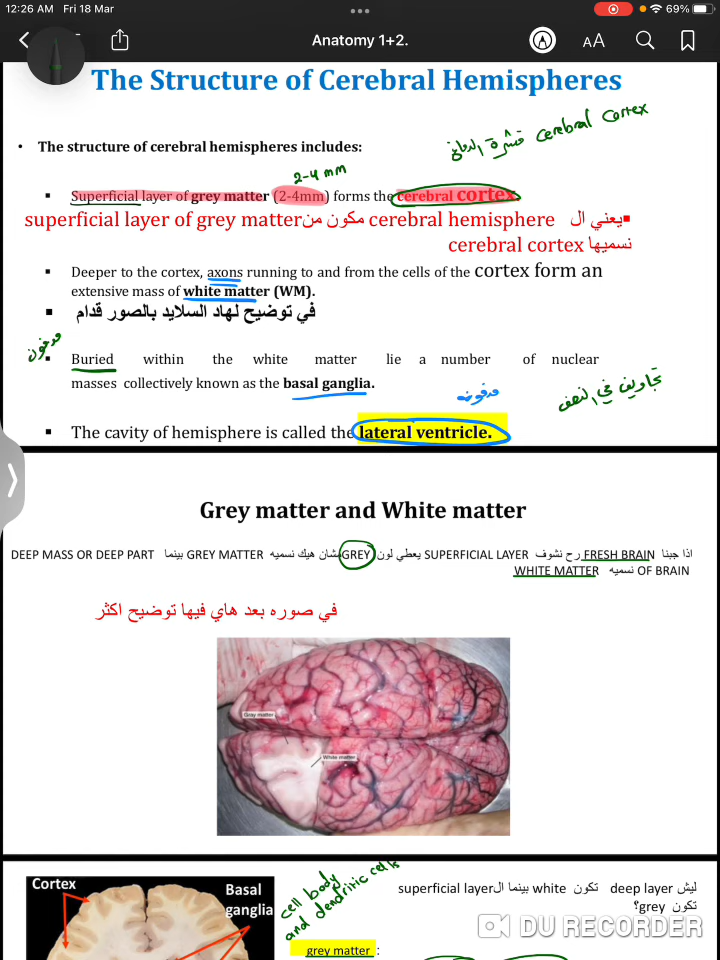 12:26 AM Fri 18 Mar
69%
Anatomy 1+2.
AA
The Structure of Cerebral Hemispheres
قشرة الدماغ cerebral cortex
• The structure of cerebral hemispheres includes:
2-4 mm
▪ Superficial layer of grey matter (2-4mm) forms the cerebral cortex.
▪يعني ال cerebral hemisphere مكون من superficial layer of grey matter
نسميها cerebral cortex
▪ Deeper to the cortex, axons running to and from the cells of the cortex form an
extensive mass of white matter (WM).
▪ في توضيح لهاد السلايد بالصور قدام
▪ Buried within the white matter lie a number of nuclear
masses collectively known as the basal ganglia.
مدفونه
تجاويف في النصف
▪ The cavity of hemisphere is called the lateral ventricle.
Grey matter and White matter
اذا جبنا FRESH BRAIN رح نشوف SUPERFICIAL LAYER يعطي لون GREY مشان هيك نسميه GREY MATTER بينما DEEP MASS OR DEEP PART
OF BRAIN نسميه WHITE MATTER
في صوره بعد هاي فيها توضيح اكثر
Gray matter
White matter
Cortex
Basal
ganglia
cell body
and dendritic cells
ليش deep layer تكون white بينما ال superficial layer
تكون grey؟
grey matter :
DU RECORDER